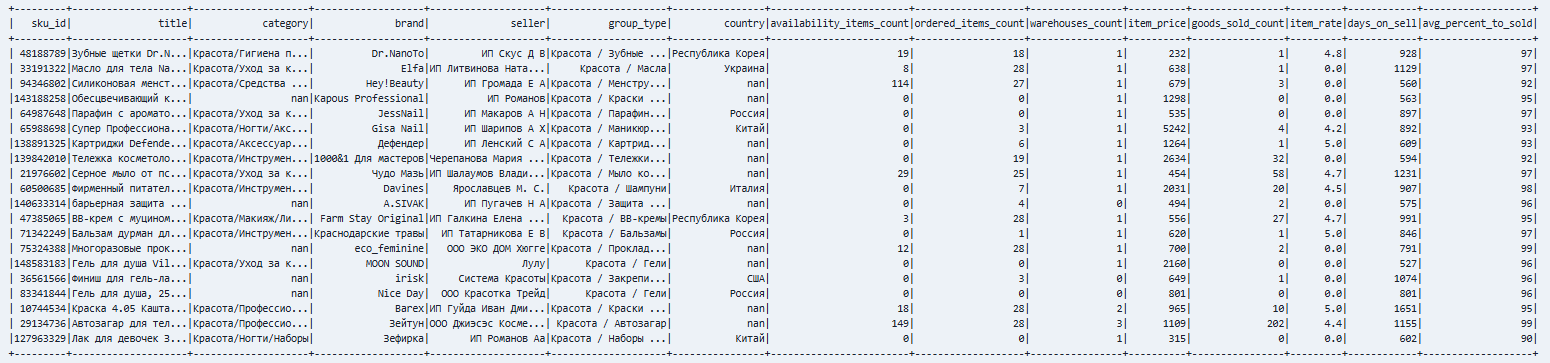 +---------+--------------------+--------------------+------------------+--------------------+--------------------+----------------+------------------------+-------------------+----------------+----------+----------------+---------+------------+-------------------+
| sku_id| title| category| brand| seller| group_type| country|availability_items_count|ordered_items_count|warehouses_count|item_price|goods_sold_count|item_rate|days_on_sell|avg_percent_to_sold|
+---------+--------------------+--------------------+------------------+--------------------+--------------------+----------------+------------------------+-------------------+----------------+----------+----------------+---------+------------+-------------------+
| 48188789|Зубные щетки Dr.N...|Красота/Гигиена п...| Dr.NanoTo| ИП Скус Д В|Красота / Зубные ...|Республика Корея| 19| 18| 1| 232| 1| 4.8| 928| 97|
| 33191322|Масло для тела Na...|Красота/Уход за к...| Elfa|ИП Литвинова Ната...| Красота / Масла| Украина| 8| 28| 1| 638| 1| 0.0| 1129| 97|
| 94346802|Силиконовая менст...|Красота/Средства ...| Hey!Beauty| ИП Громада Е А|Красота / Менстру...| nan| 114| 27| 1| 679| 3| 0.0| 560| 92|
|143188258|Обесцвечивающий к...| nan|Kapous Professional| ИП Романов|Красота / Краски ...| nan| 0| 0| 1| 1298| 0| 0.0| 563| 95|
| 64987648|Парафин с аромато...|Красота/Уход за к...| JessNail| ИП Макаров А Н|Красота / Парафин...| Россия| 0| 0| 1| 535| 0| 0.0| 897| 97|
| 65988698|Супер Профессиона...|Красота/Ногти/Акс...| Gisa Nail| ИП Шарипов А Х|Красота / Маникюр...| Китай| 0| 3| 1| 5242| 4| 4.2| 892| 93|
|138891325|Картриджи Defende...|Красота/Аксессуар...| Дефендер| ИП Ленский С А|Красота / Картрид...| nan| 0| 6| 1| 1264| 1| 5.0| 609| 93|
|139842010|Тележка косметоло...|Красота/Инструмен...|1000&1 Для мастеров|Черепанова Мария ...|Красота / Тележки...| nan| 0| 19| 1| 2634| 32| 0.0| 594| 92|
| 21976602|Серное мыло от пс...|Красота/Уход за к...| Чудо Мазь|ИП Шалаумов Влади...|Красота / Мыло ко...| nan| 29| 25| 1| 454| 58| 4.7| 1231| 97|
| 60500685|Фирменный питател...|Красота/Инструмен...| Davines| Ярославцев М. С.| Красота / Шампуни| Италия| 0| 7| 1| 2031| 20| 4.5| 907| 98|
|140633314|барьерная защита ...| nan| A.SIVAK| ИП Пугачев Н А|Красота / Защита ...| nan| 0| 4| 0| 494| 2| 0.0| 575| 96|
| 47385065|BB-крем с муцином...|Красота/Макияж/Ли...| Farm Stay Original|ИП Галкина Елена ...| Красота / BB-кремы|Республика Корея| 3| 28| 1| 556| 27| 4.7| 991| 95|
| 71342249|Бальзам дурман дл...|Красота/Инструмен...|Краснодарские травы| ИП Татарникова Е В| Красота / Бальзамы| Россия| 0| 1| 1| 620| 1| 5.0| 846| 97|
| 75324388|Многоразовые прок...| nan| eco_feminine| ООО ЭКО ДОМ Хюгге|Красота / Проклад...| nan| 12| 28| 1| 700| 2| 0.0| 791| 99|
|148583183|Гель для душа Vil...|Красота/Уход за к...| MOON SOUND| Лулу| Красота / Гели| nan| 0| 0| 1| 2160| 0| 0.0| 527| 96|
| 36561566|Финиш для гель-ла...| nan| irisk| Система Красоты|Красота / Закрепи...| США| 0| 3| 0| 649| 1| 0.0| 1074| 96|
| 83341844|Гель для душа, 25...| nan| Nice Day| ООО Красотка Трейд| Красота / Гели| Россия| 0| 0| 0| 801| 0| 0.0| 801| 96|
| 10744534|Краска 4.05 Кашта...|Красота/Профессио...| Barex|ИП Гуйда Иван Дми...|Красота / Краски ...| nan| 18| 28| 2| 965| 10| 5.0| 1651| 95|
| 29134736|Автозагар для тел...|Красота/Профессио...| Зейтун|ООО Джиэсэс Косме...| Красота / Автозагар| nan| 149| 28| 3| 1109| 202| 4.4| 1155| 99|
|127963329|Лак для девочек З...|Красота/Ногти/Наборы| Зефирка| ИП Романов Аа|Красота / Наборы ...| Китай| 0| 0| 1| 315| 0| 0.0| 602| 90|
+---------+--------------------+--------------------+------------------+--------------------+--------------------+----------------+------------------------+-------------------+----------------+----------+----------------+---------+------------+-------------------+